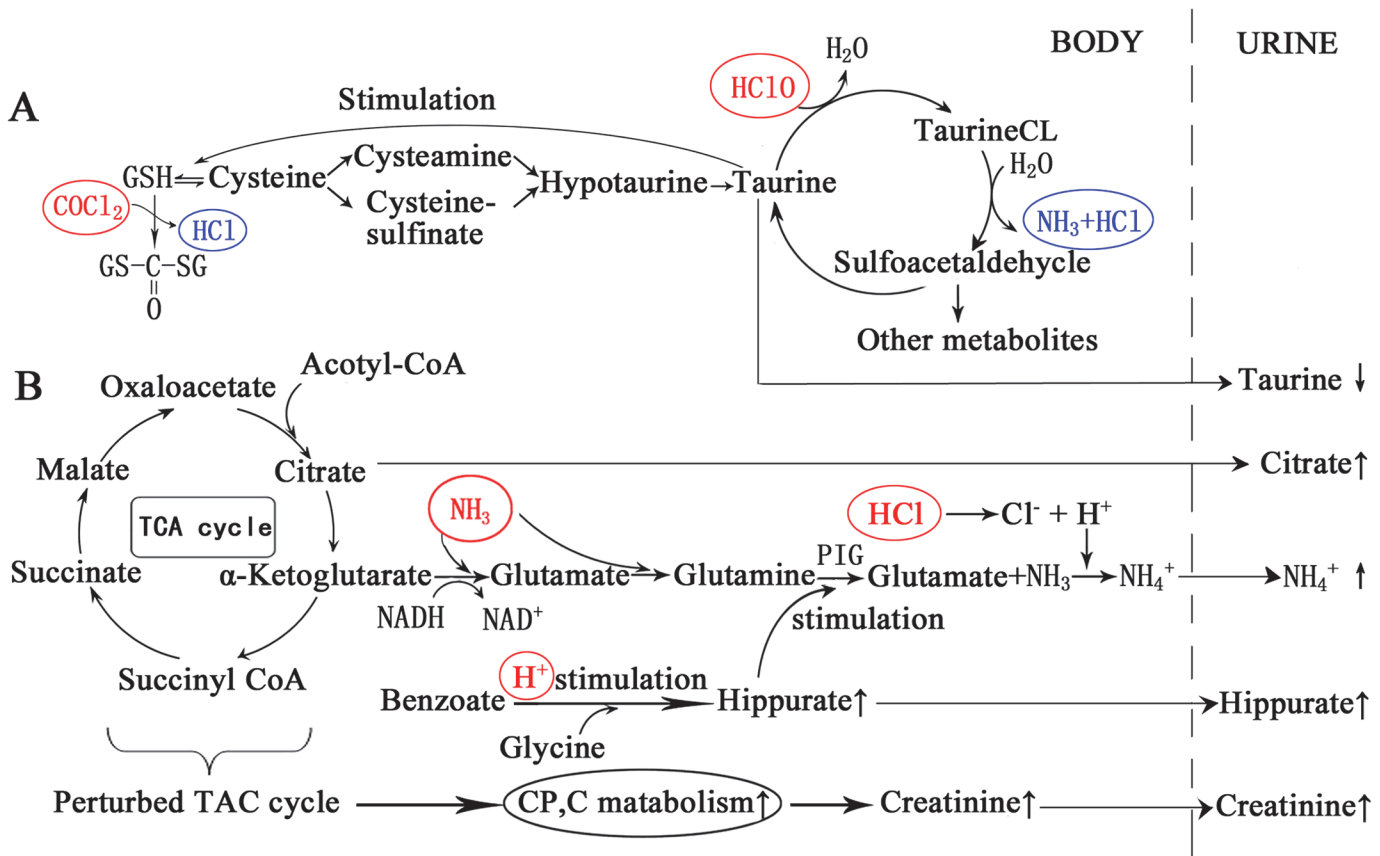 BODY
URINE
A
Stimulation
HClO
H₂O
TaurineCL
H₂O
GSH
Cysteine
Cysteamine
Cysteine-
sulfinate
Hypotaurine
Taurine
COCl₂
HCl
NH₃+HCl
GS-C-SG
O
Sulfoacetaldehycle
Other metabolites
Taurine↓
B
Oxaloacetate
Acotyl-CoA
Malate
Citrate
Citrate↑
TCA cycle
NH₃
HCl
Cl⁻ + H⁺
Succinate
α-Ketoglutarate
Glutamate
Glutamine
PIG
Glutamate+NH₃
NH₄⁺
NH₄⁺ ↑
NADH
NAD⁺
stimulation
Succinyl CoA
Benzoate
H⁺ stimulation
Hippurate↑
Hippurate↑
Glycine
Perturbed TAC cycle
CP,C matabolism↑
Creatinine↑
Creatinine↑